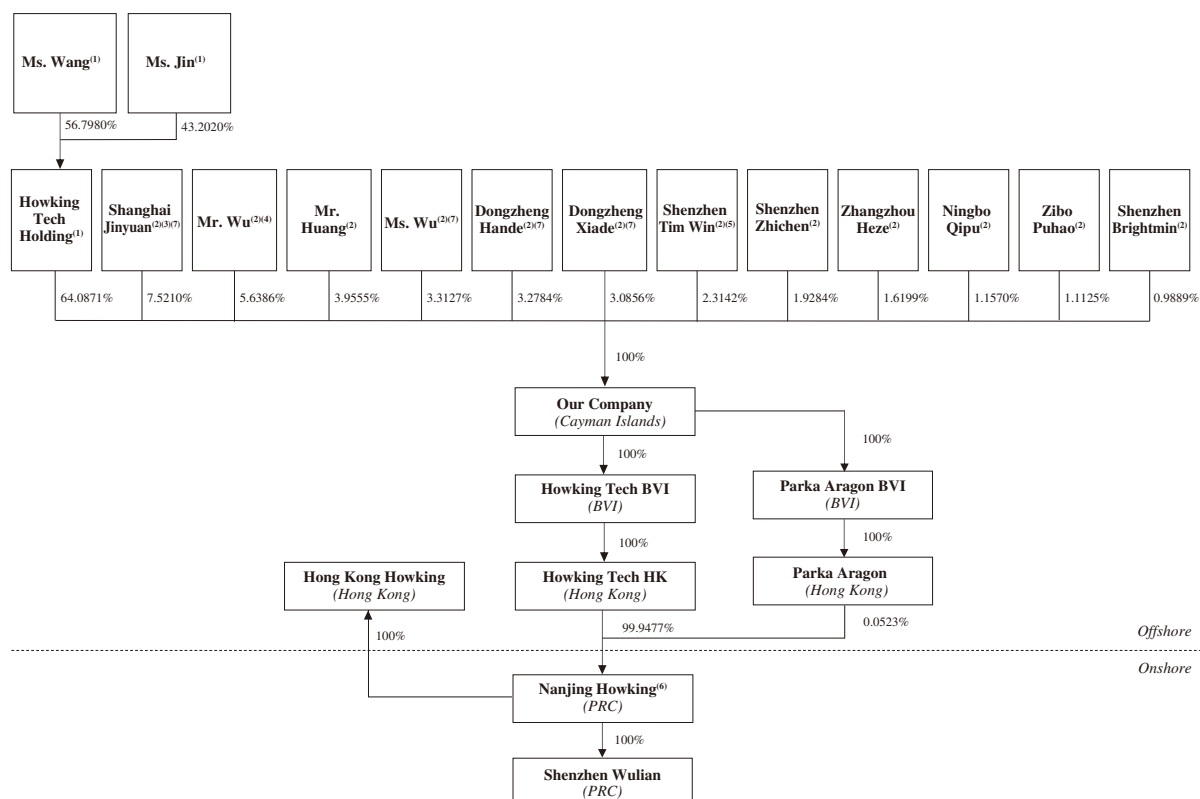 Ms. Wang(1)
Ms. Jin(1)
56.7980%
43.2020%
Howking
Tech
Holding(1)
Shanghai
Jinyuan(2)(3)(7)
Mr. Wu(2)(4)
Mr.
Huang(2)
Ms. Wu(2)(7)
Dongzheng
Hande(2)(7)
Dongzheng
Xiade(2)(7)
Shenzhen
Tim Win(2)(5)
Shenzhen
Zhichen(2)
Zhangzhou
Heze(2)
Ningbo
Qipu(2)
Zibo
Puhao(2)
Shenzhen
Brightmin(2)
64.0871%
7.5210%
5.6386%
3.9555%
3.3127%
3.2784%
3.0856%
2.3142%
1.9284%
1.6199%
1.1570%
1.1125%
0.9889%
100%
Our Company
(Cayman Islands)
100%
100%
Howking Tech BVI
(BVI)
Parka Aragon BVI
(BVI)
100%
100%
Hong Kong Howking
(Hong Kong)
Howking Tech HK
(Hong Kong)
Parka Aragon
(Hong Kong)
100%
99.9477%
0.0523%
Offshore
Onshore
Nanjing Howking(6)
(PRC)
100%
Shenzhen Wulian
(PRC)